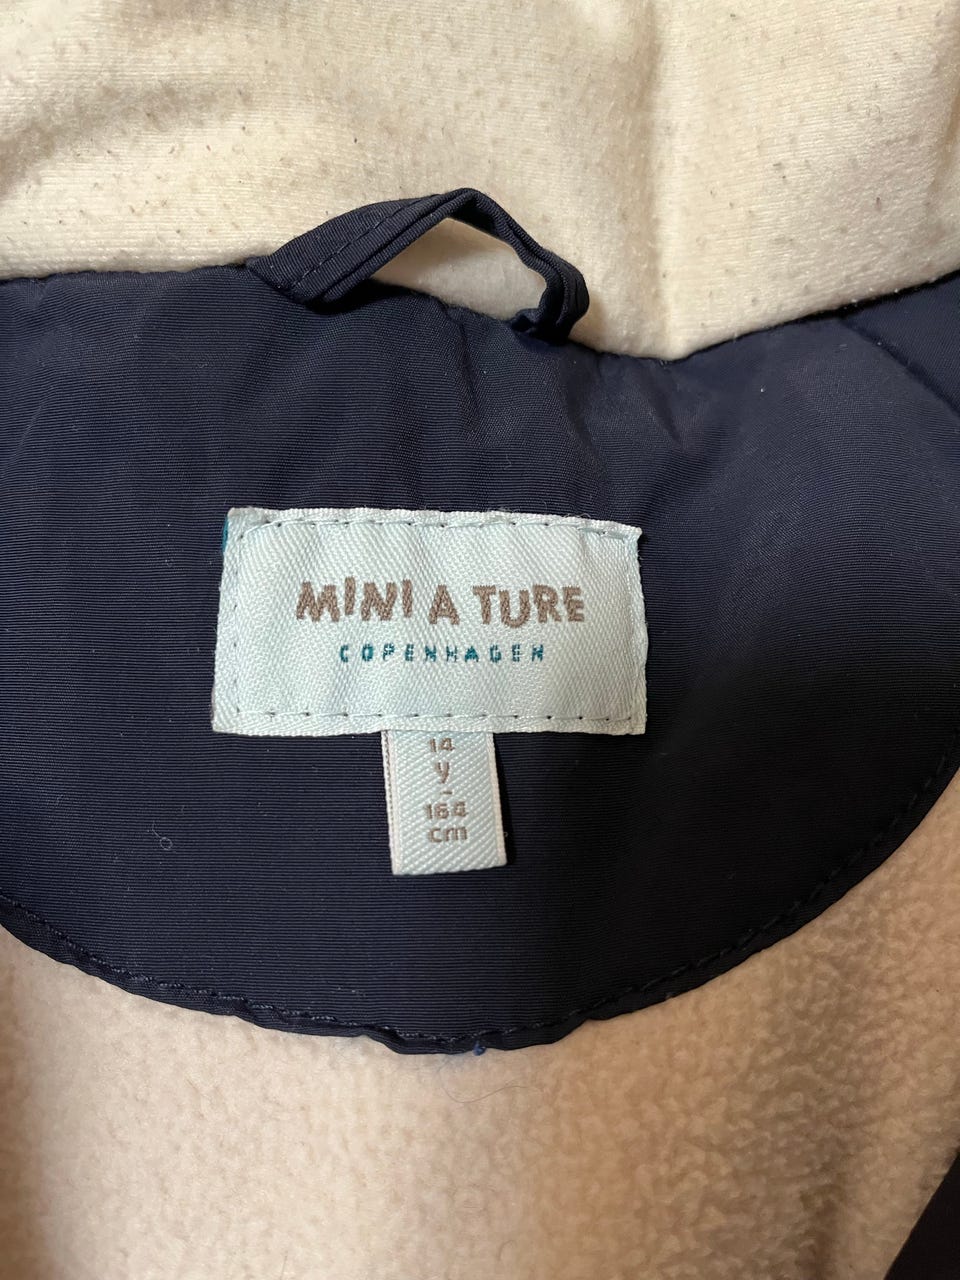 MINI A TURE
COPENHAGEN
14
y
-
164
cm